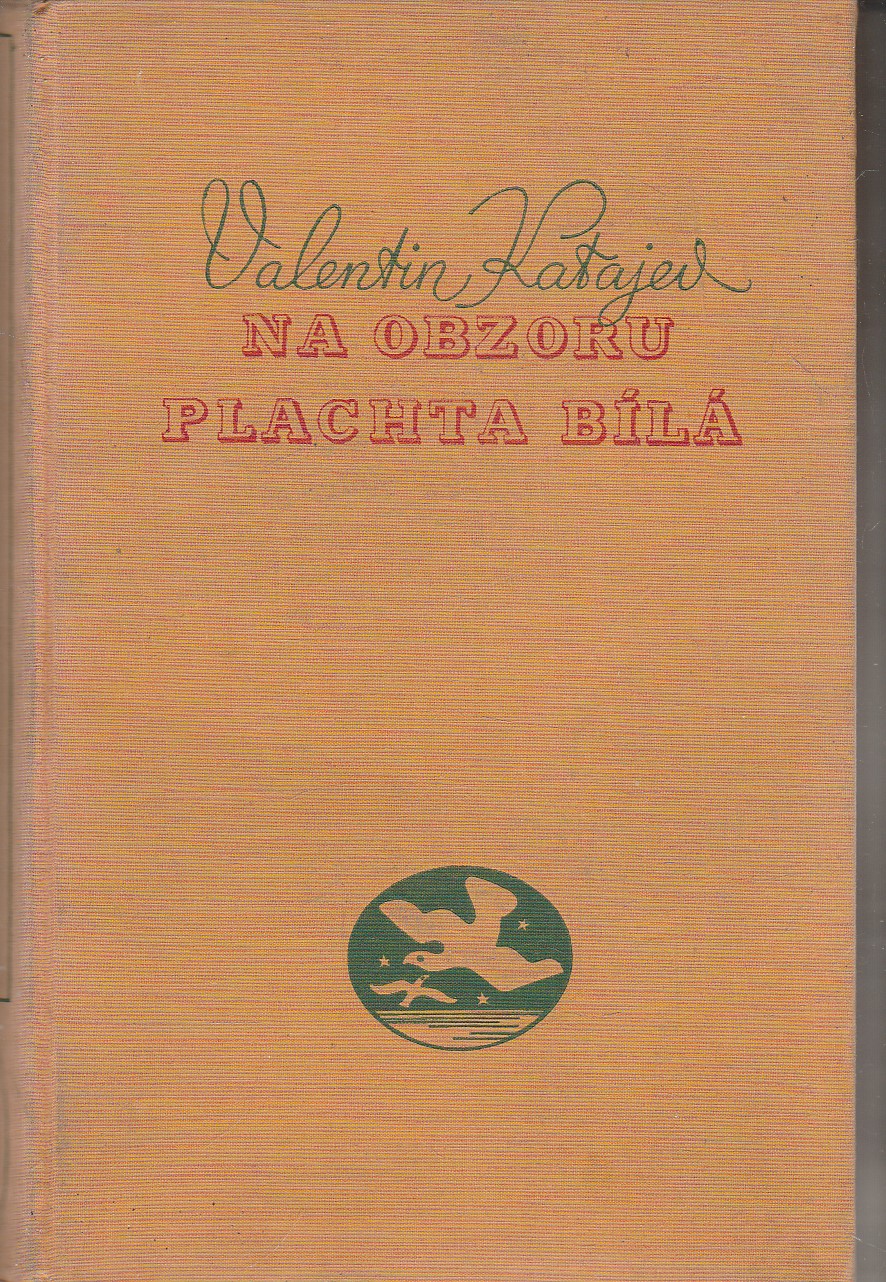 Valentin Katajev
NA OBZORU
PLACHTA BÍLÁ